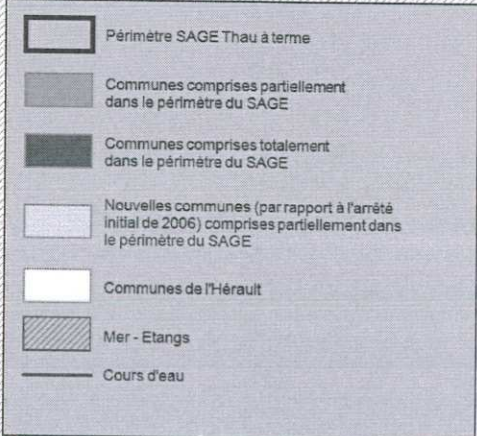 Périmètre SAGE Thau à terme
Communes comprises partiellement
dans le périmètre du SAGE
Communes comprises totalement
dans le périmètre du SAGE
Nouvelles communes (par rapport à l'arrêté
initial de 2006) comprises partiellement dans
le périmètre du SAGE
Communes de l'Hérault
Mer - Etangs
Cours d'eau